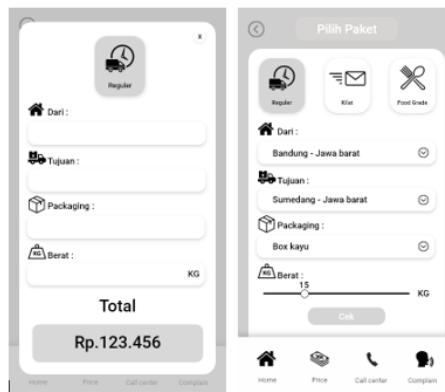 x
Reguler
Dari :
Tujuan :
Packaging :
KG
Berat :
KG
Total
Rp.123.456
Home Price Call center Complain
Pilih Paket
Reguler Kilat Food Grade
Dari :
Bandung - Jawa barat
Tujuan :
Sumedang - Jawa barat
Packaging :
Box kayu
KG
Berat :
15
KG
Cek
Home Price Call center Complain